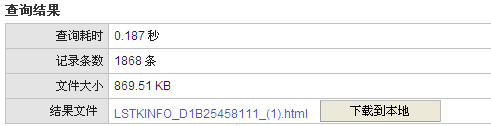 查询结果
查询耗时 0.187 秒
记录条数 1868 条
文件大小 869.51 KB
结果文件 LSTKINFO_D1B25458111_(1).html 下载到本地